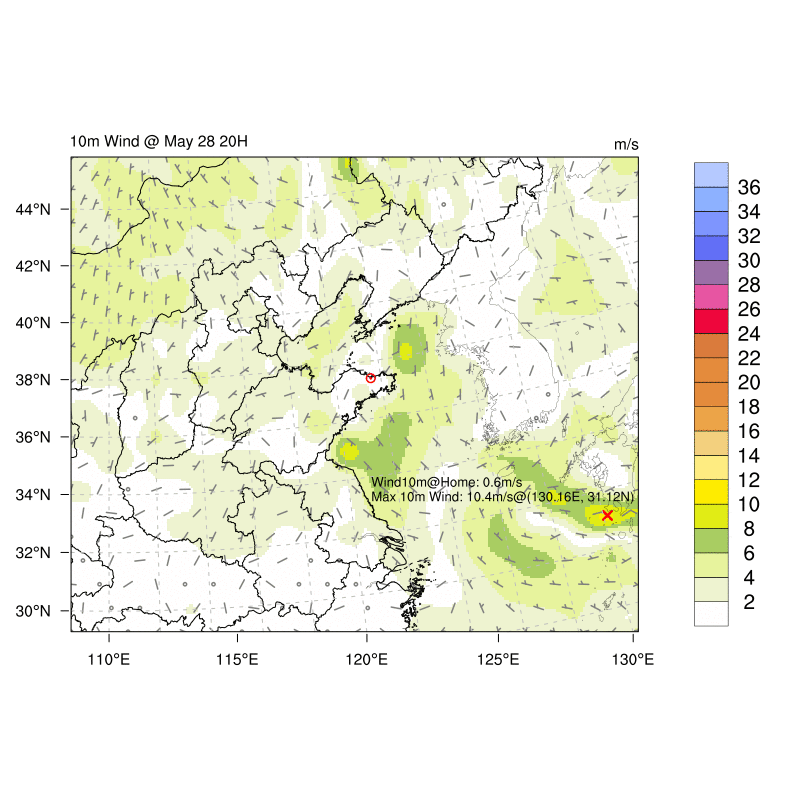 10m Wind @ May 28 20H
m/s
44°N
42°N
40°N
38°N
36°N
34°N
32°N
30°N
110°E
115°E
120°E
125°E
130°E
Wind10m@Home: 0.6m/s
Max 10m Wind: 10.4m/s@(130.16E, 31.12N)
36
34
32
30
28
26
24
22
20
18
16
14
12
10
8
6
4
2